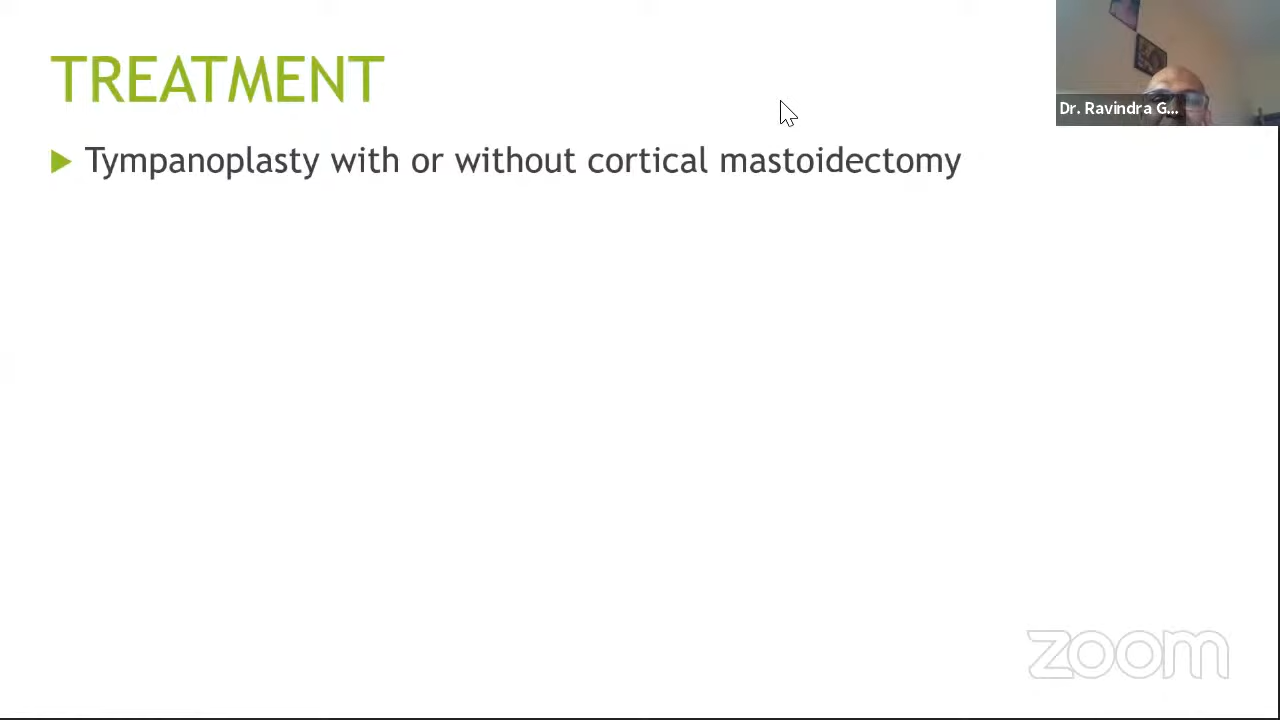 TREATMENT
Dr. Ravindra G...
Tympanoplasty with or without cortical mastoidectomy
zoom